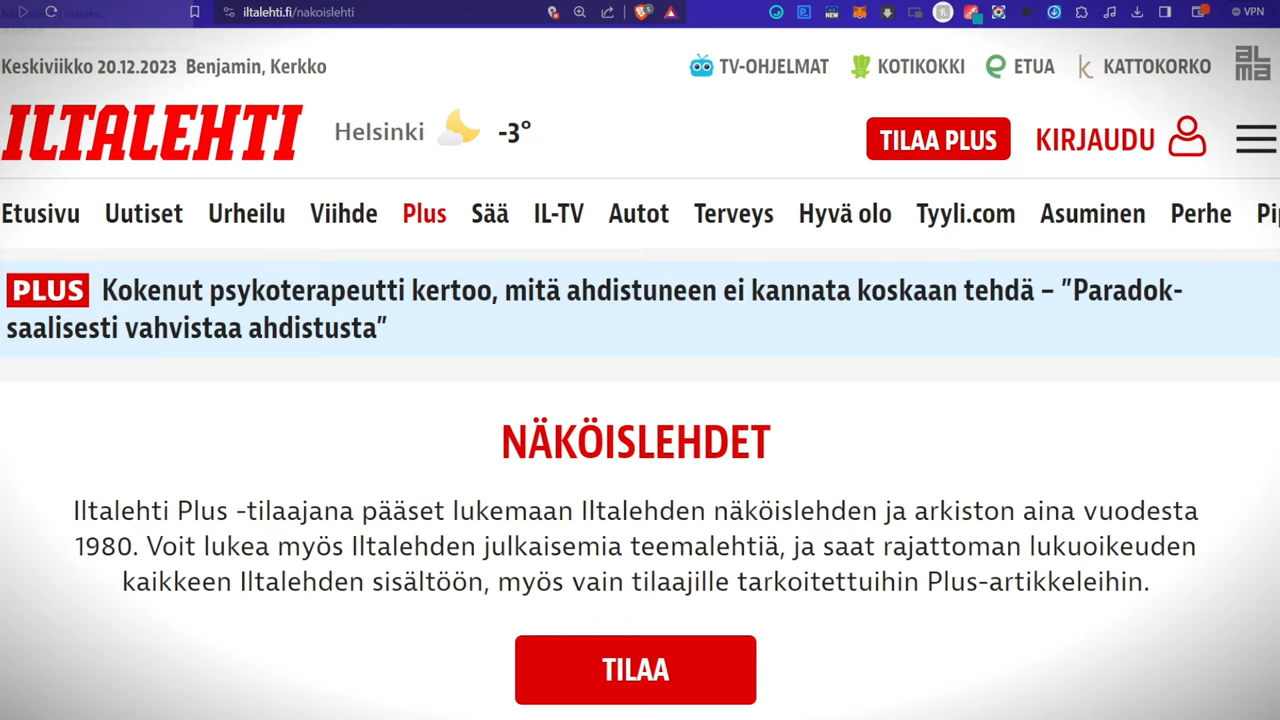 iltalehti.fi/nakoislehti
VPN
Keskiviikko 20.12.2023 Benjamin, Kerkko
TV-OHJELMAT KOTIKOKKI ETUA KATTOKORKO
ALMA
ILTALEHTI
Helsinki -3°
TILAA PLUS KIRJAUDU
Etusivu Uutiset Urheilu Viihde Plus Sää IL-TV Autot Terveys Hyvä olo Tyyli.com Asuminen Perhe
PLUS Kokenut psykoterapeutti kertoo, mitä ahdistuneen ei kannata koskaan tehdä – ”Paradok-
saalisesti vahvistaa ahdistusta”
NÄKÖISLEHDET
Iltalehti Plus -tilaajana pääset lukemaan Iltalehden näköislehden ja arkiston aina vuodesta
1980. Voit lukea myös Iltalehden julkaisemia teemalehtiä, ja saat rajattoman lukuoikeuden
kaikkeen Iltalehden sisältöön, myös vain tilaajille tarkoitettuihin Plus-artikkeleihin.
TILAA